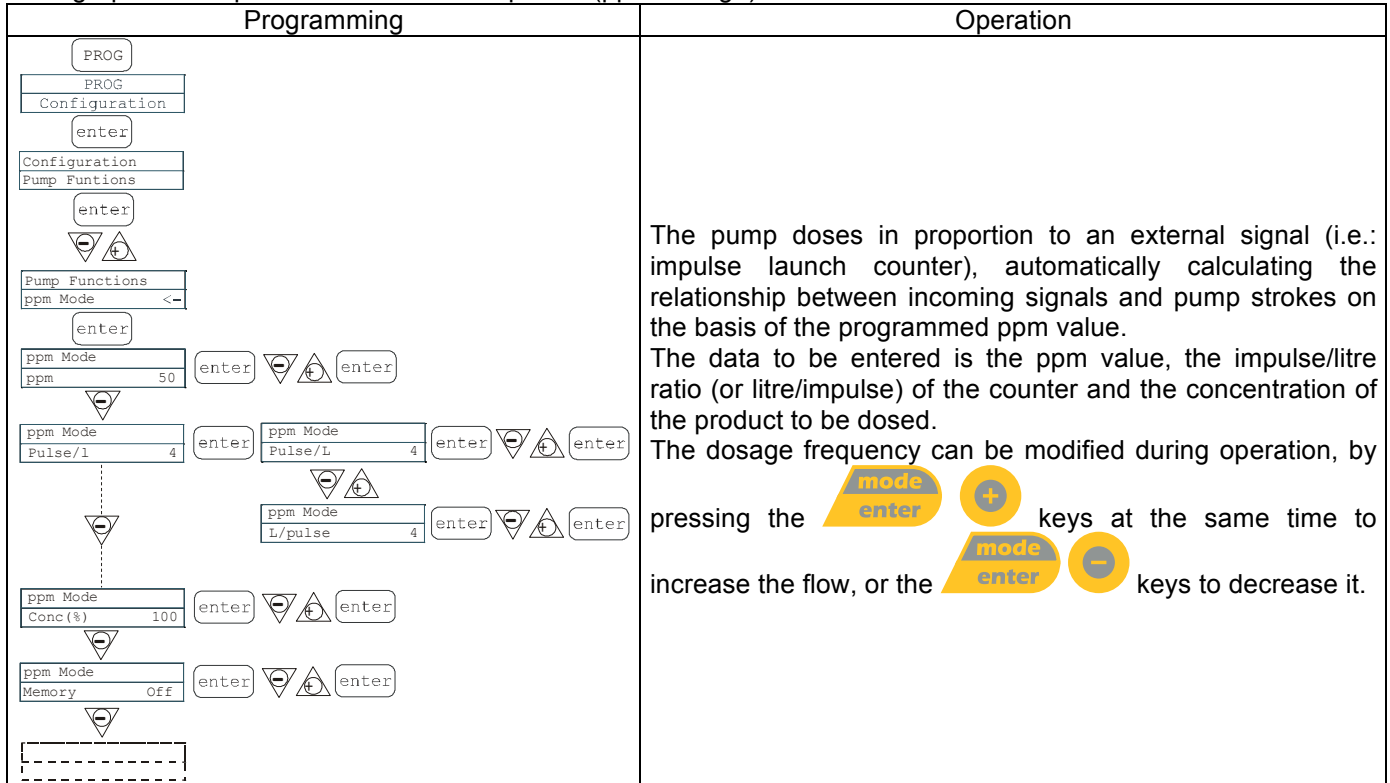 Programming
Operation
PROG
PROG
Configuration
enter
Configuration
Pump Funtions
enter
- +
Pump Functions
ppm Mode <-
enter
ppm Mode
ppm 50
enter - + enter
-
ppm Mode
Pulse/l 4
enter
ppm Mode
Pulse/L 4
enter - + enter
- +
ppm Mode
L/pulse 4
enter - + enter
-
ppm Mode
Conc(%) 100
enter - + enter
-
ppm Mode
Memory Off
enter - + enter
-
The pump doses in proportion to an external signal (i.e.:
impulse launch counter), automatically calculating the
relationship between incoming signals and pump strokes on
the basis of the programmed ppm value.
The data to be entered is the ppm value, the impulse/litre
ratio (or litre/impulse) of the counter and the concentration of
the product to be dosed.
The dosage frequency can be modified during operation, by
pressing the mode enter + keys at the same time to
increase the flow, or the mode enter - keys to decrease it.